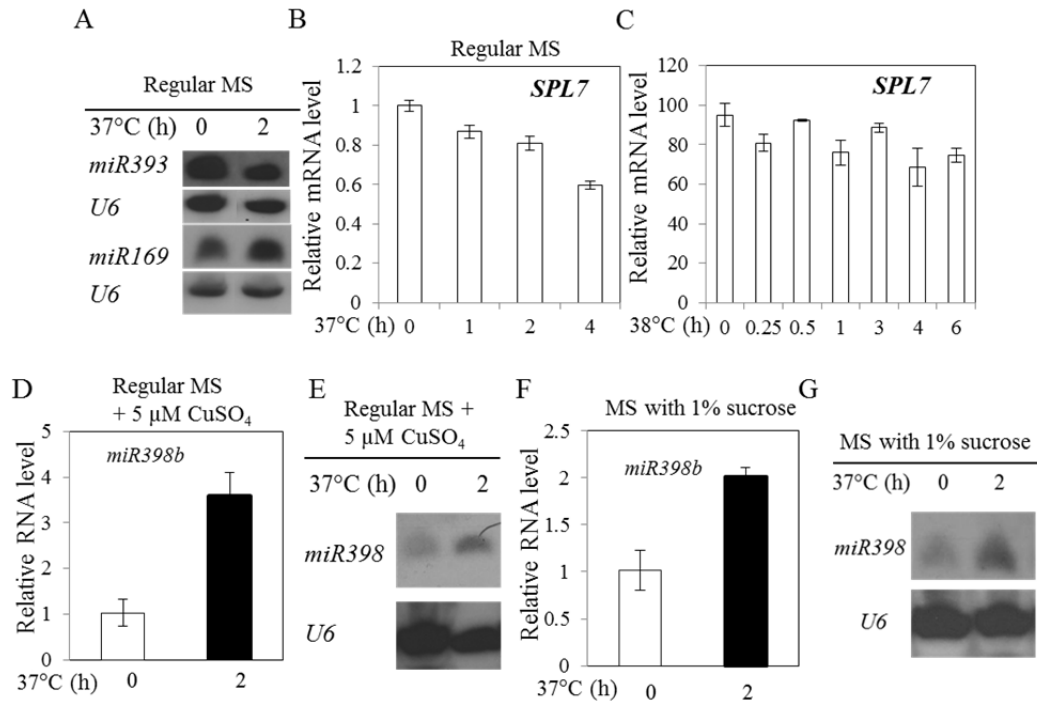 A
Regular MS
37°C (h) 0 2
miR393
U6
miR169
U6
B
Regular MS
SPL7
Relative mRNA level
1.2
1
0.8
0.6
0.4
0.2
0
37°C (h) 0 1 2 4
C
SPL7
Relative mRNA level
120
100
80
60
40
20
0
38°C (h) 0 0.25 0.5 1 3 4 6
D
Regular MS
+ 5 µM CuSO₄
miR398b
Relative RNA level
5
4
3
2
1
0
37°C (h) 0 2
E
Regular MS +
5 µM CuSO₄
37°C (h) 0 2
miR398
U6
F
MS with 1% sucrose
miR398b
Relative RNA level
2.5
2
1.5
1
0.5
0
37°C (h) 0 2
G
MS with 1% sucrose
37°C (h) 0 2
miR398
U6